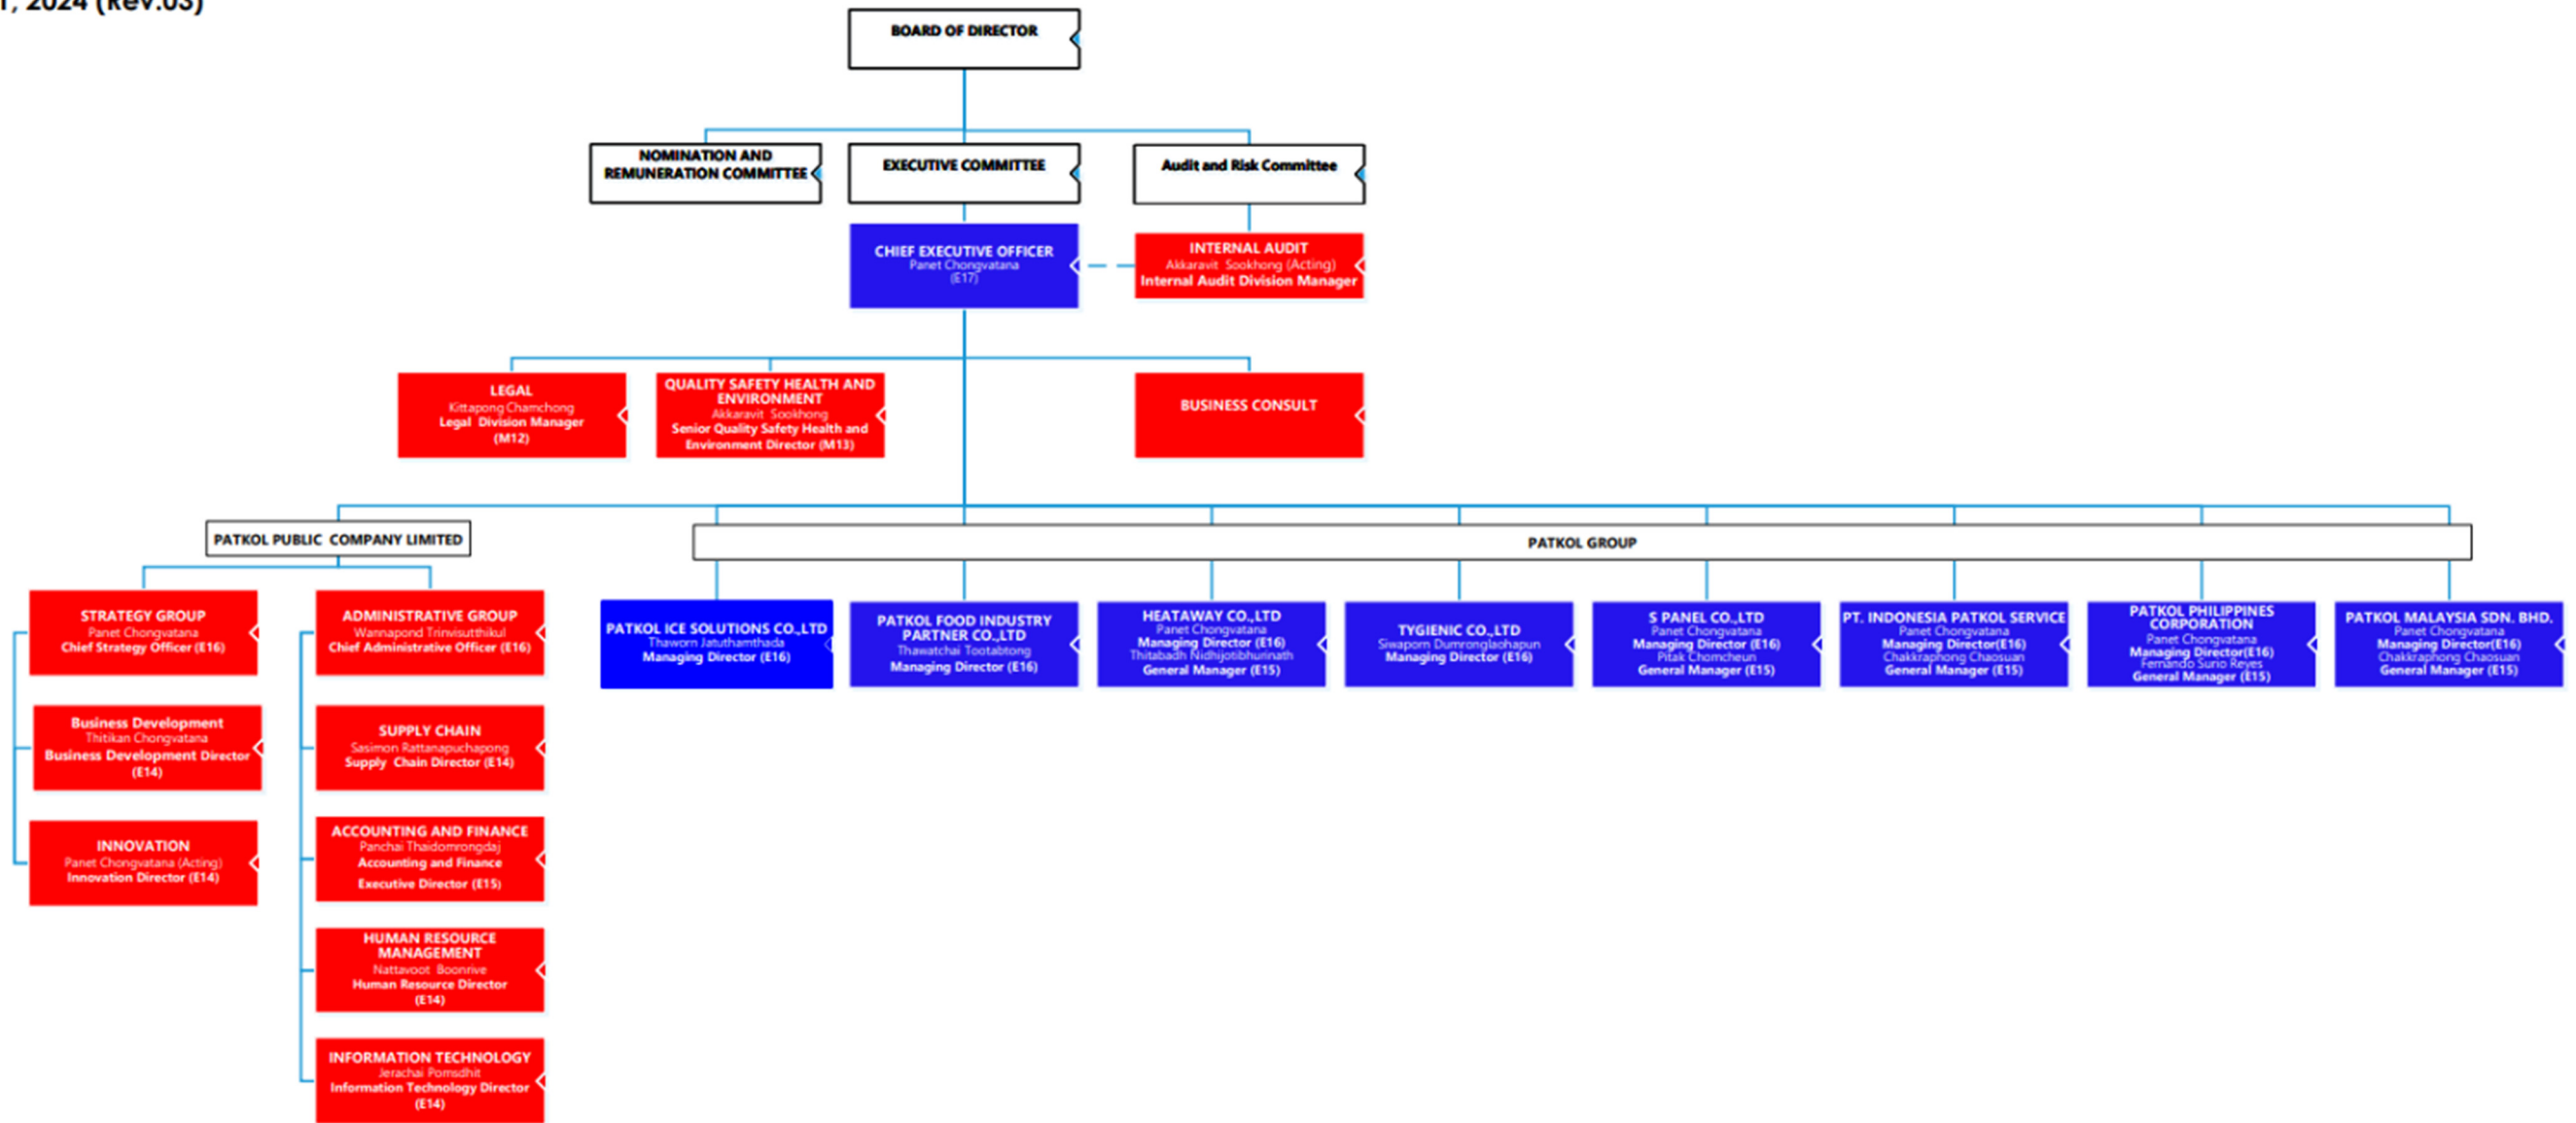 1, 2024 (Rev.03)
BOARD OF DIRECTOR
NOMINATION AND
REMUNERATION COMMITTEE
EXECUTIVE COMMITTEE
Audit and Risk Committee
CHIEF EXECUTIVE OFFICER
Panet Chongvatana
(E17)
INTERNAL AUDIT
Akkaravit Sookhong (Acting)
Internal Audit Division Manager
LEGAL
Kittapong Chamchong
Legal Division Manager
(M12)
QUALITY SAFETY HEALTH AND
ENVIRONMENT
Akkaravit Sookhong
Senior Quality Safety Health and
Environment Director (M13)
BUSINESS CONSULT
PATKOL PUBLIC COMPANY LIMITED
PATKOL GROUP
STRATEGY GROUP
Panet Chongvatana
Chief Strategy Officer (E16)
Business Development
Thitikan Chongvatana
Business Development Director
(E14)
INNOVATION
Panet Chongvatana (Acting)
Innovation Director (E14)
ADMINISTRATIVE GROUP
Wannapond Trinvisutthikul
Chief Administrative Officer (E16)
SUPPLY CHAIN
Sasimon Rattanapuchapong
Supply Chain Director (E14)
ACCOUNTING AND FINANCE
Panchai Thaidomrongdaj
Accounting and Finance
Executive Director (E15)
HUMAN RESOURCE
MANAGEMENT
Nattavoot Boonrive
Human Resource Director
(E14)
INFORMATION TECHNOLOGY
Jerachai Pornsdhit
Information Technology Director
(E14)
PATKOL ICE SOLUTIONS CO.,LTD
Thaworn Jatuthamthada
Managing Director (E16)
PATKOL FOOD INDUSTRY
PARTNER CO.,LTD
Thawatchai Tootabtong
Managing Director (E16)
HEATAWAY CO.,LTD
Panet Chongvatana
Managing Director (E16)
Thitabadh Nidhijotibhurinath
General Manager (E15)
TYGIENIC CO.,LTD
Siwaporn Dumronglaohapun
Managing Director (E16)
S PANEL CO.,LTD
Panet Chongvatana
Managing Director (E16)
Pitak Chomcheun
General Manager (E15)
PT. INDONESIA PATKOL SERVICE
Panet Chongvatana
Managing Director(E16)
Chakkraphong Chaosuan
General Manager (E15)
PATKOL PHILIPPINES
CORPORATION
Panet Chongvatana
Managing Director(E16)
Fernando Surio Reyes
General Manager (E15)
PATKOL MALAYSIA SDN. BHD.
Panet Chongvatana
Managing Director(E16)
Chakkraphong Chaosuan
General Manager (E15)